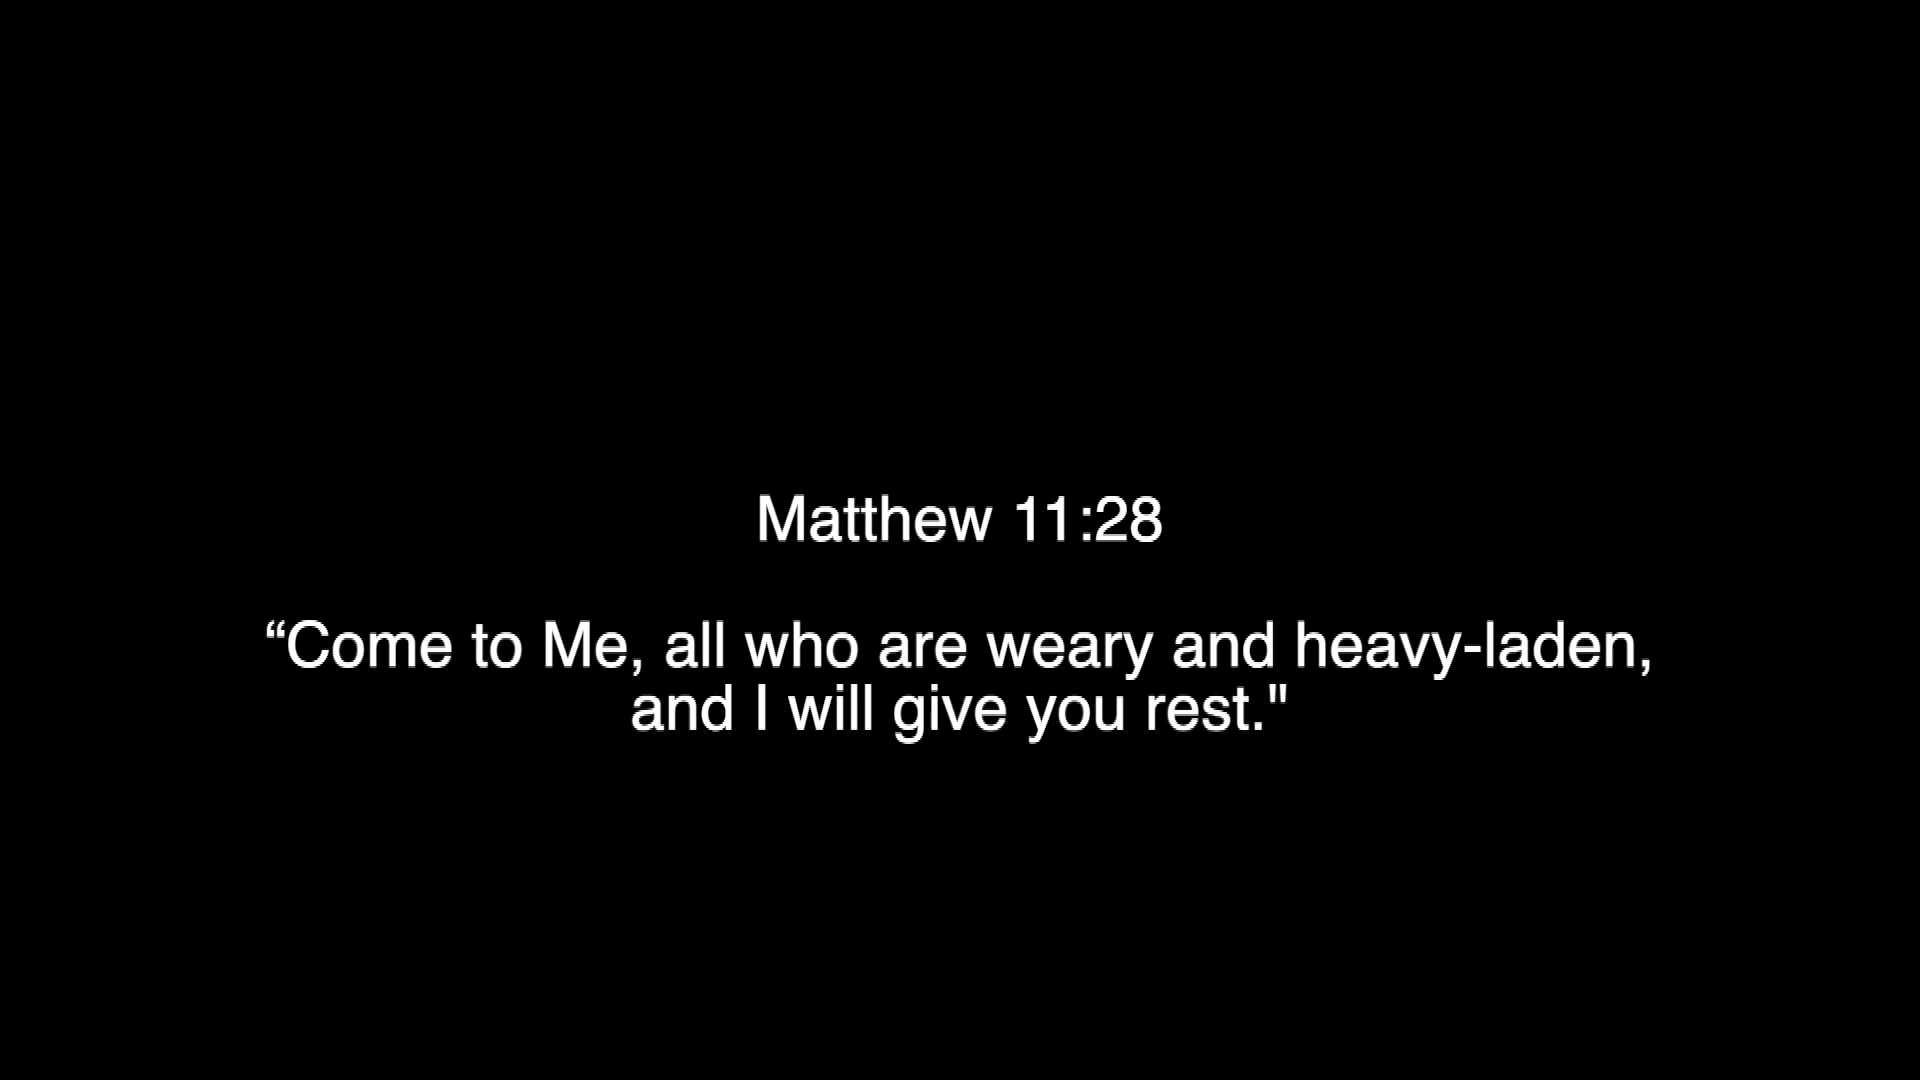 Matthew 11:28
“Come to Me, all who are weary and heavy-laden,
and I will give you rest."